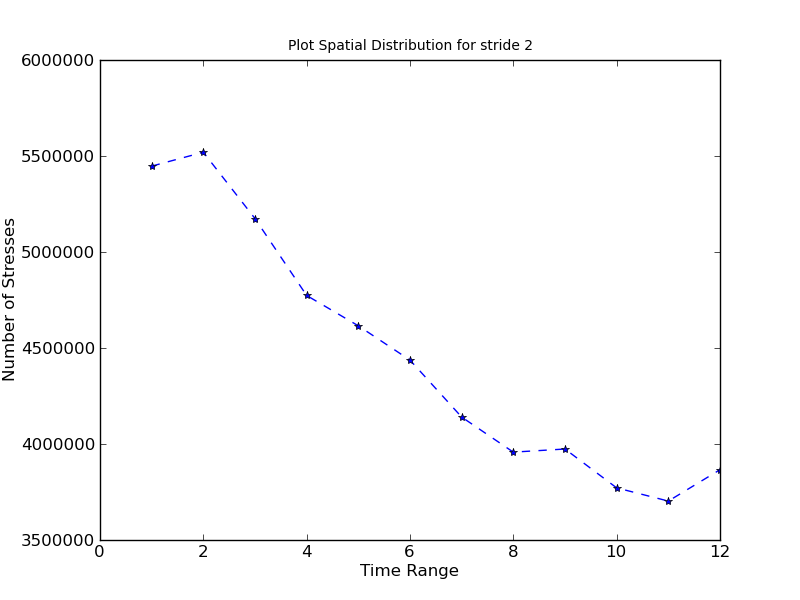 Plot Spatial Distribution for stride 2
6000000
5500000
5000000
4500000
4000000
3500000
Number of Stresses
0 2 4 6 8 10 12
Time Range